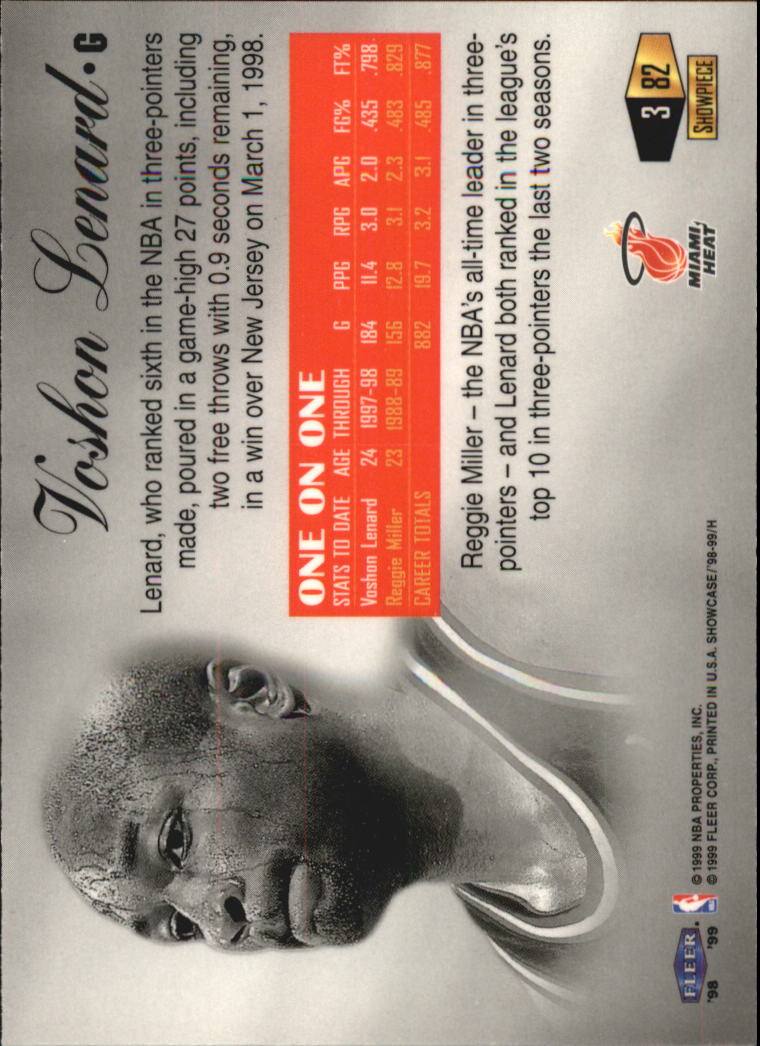 Voshon Lenard • G
Lenard, who ranked sixth in the NBA in three-pointers
made, poured in a game-high 27 points, including
two free throws with 0.9 seconds remaining,
in a win over New Jersey on March 1, 1998.
ONE ON ONE
STATS TO DATE AGE THROUGH G PPG RPG APG FG% FT%
Voshon Lenard 24 1997-98 184 11.4 3.0 2.0 .435 .798
Reggie Miller 23 1988-89 156 12.8 3.1 2.3 .483 .829
CAREER TOTALS 882 19.7 3.2 3.1 .485 .877
Reggie Miller – the NBA's all-time leader in three-
pointers – and Lenard both ranked in the league's
top 10 in three-pointers the last two seasons.
MIAMI
HEAT
3 82
SHOWPIECE
FLEER
'98 '99
© 1999 NBA PROPERTIES, INC.
© 1999 FLEER CORP., PRINTED IN U.S.A. SHOWCASE/'98-99/H